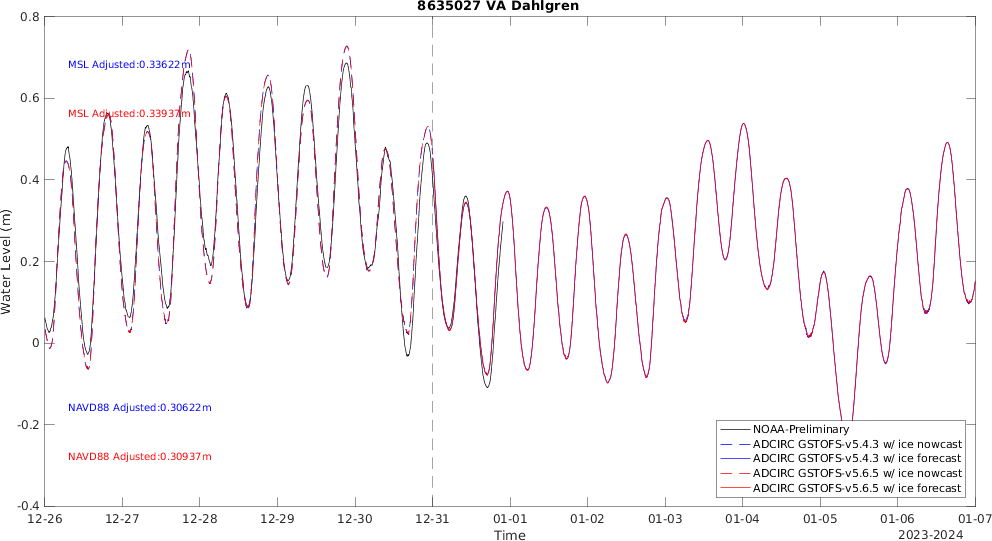 8635027 VA Dahlgren
0.8
MSL Adjusted:0.33622m
0.6
MSL Adjusted:0.33937m
0.4
0.2
0
NAVD88 Adjusted:0.30622m
-0.2
NAVD88 Adjusted:0.30937m
-0.4
Water Level (m)
NOAA-Preliminary
ADCIRC GSTOFS-v5.4.3 w/ ice nowcast
ADCIRC GSTOFS-v5.4.3 w/ ice forecast
ADCIRC GSTOFS-v5.6.5 w/ ice nowcast
ADCIRC GSTOFS-v5.6.5 w/ ice forecast
12-26 12-27 12-28 12-29 12-30 12-31 01-01 01-02 01-03 01-04 01-05 01-06 01-07
Time
2023-2024